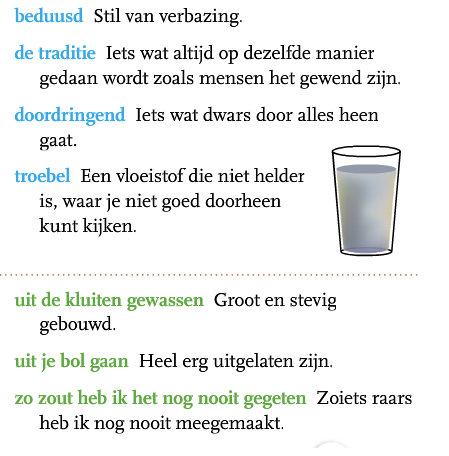 beduusd Stil van verbazing.
de traditie Iets wat altijd op dezelfde manier
gedaan wordt zoals mensen het gewend zijn.
doordringend Iets wat dwars door alles heen
gaat.
troebel Een vloeistof die niet helder
is, waar je niet goed doorheen
kunt kijken.
uit de kluiten gewassen Groot en stevig
gebouwd.
uit je bol gaan Heel erg uitgelaten zijn.
zo zout heb ik het nog nooit gegeten Zoiets raars
heb ik nog nooit meegemaakt.